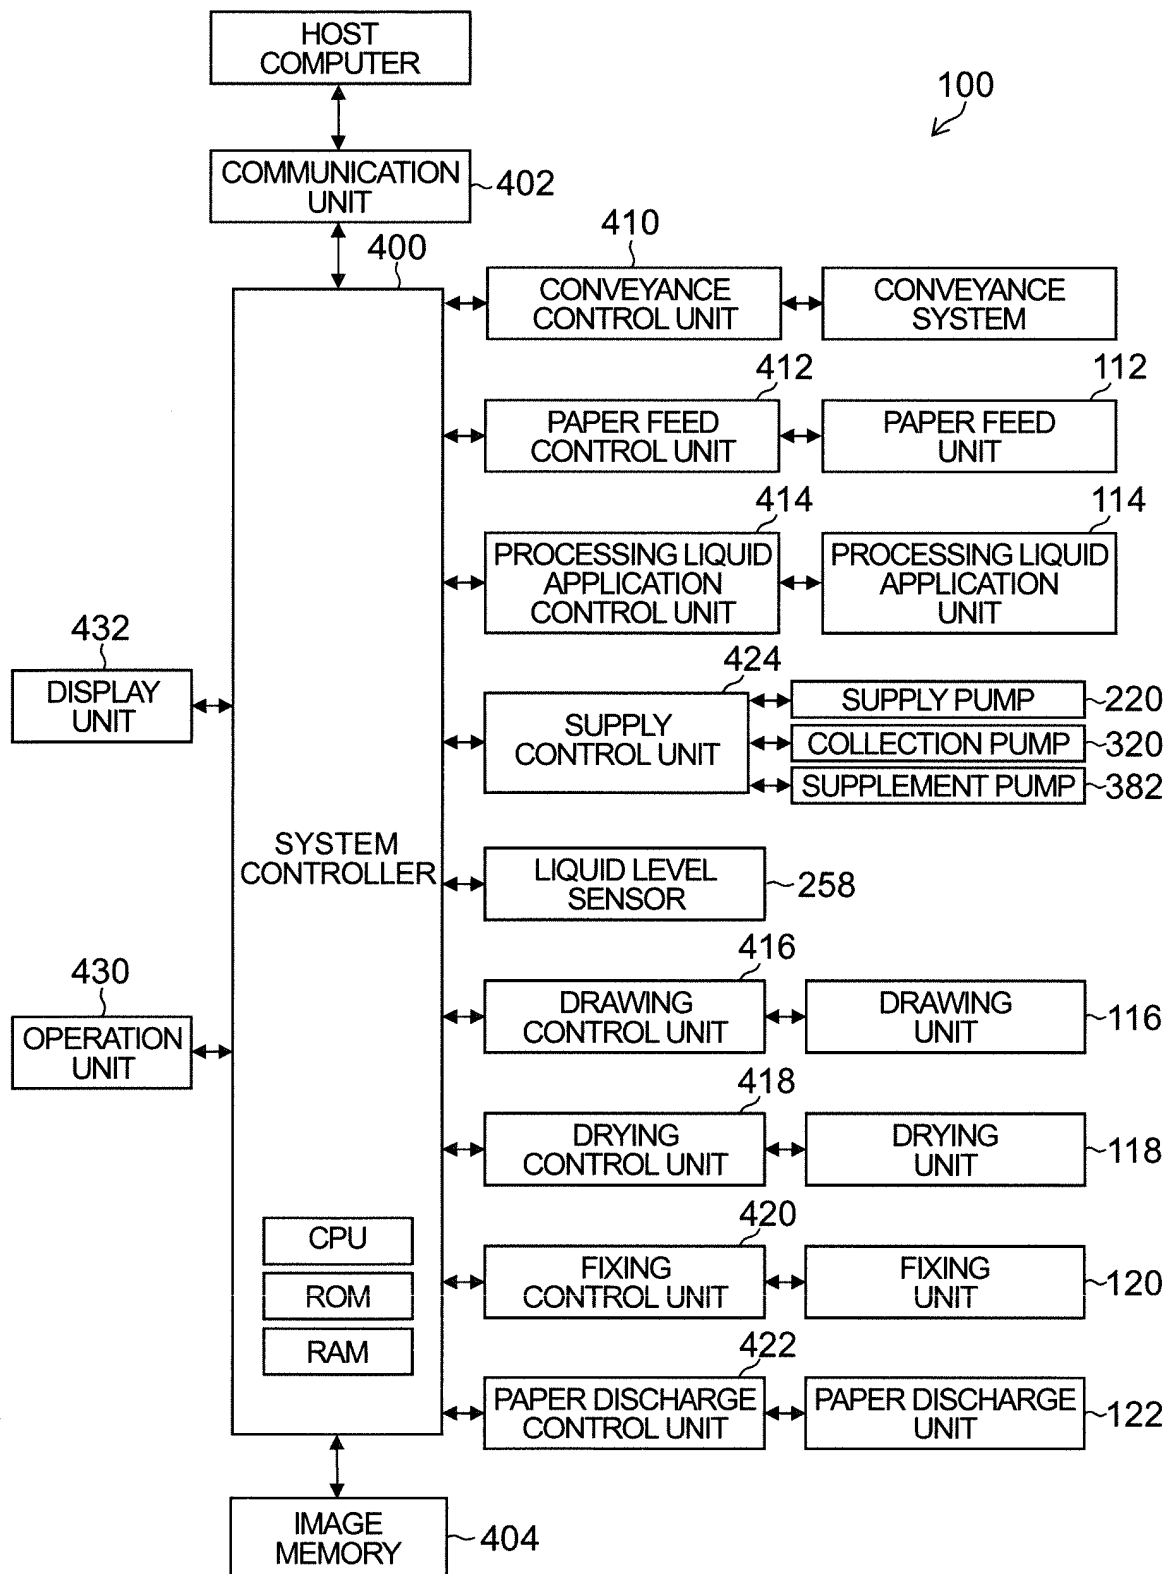 HOST
COMPUTER
100
COMMUNICATION
UNIT
402
400
410
CONVEYANCE
CONTROL UNIT
CONVEYANCE
SYSTEM
412
PAPER FEED
CONTROL UNIT
112
PAPER FEED
UNIT
414
PROCESSING LIQUID
APPLICATION
CONTROL UNIT
114
PROCESSING LIQUID
APPLICATION
UNIT
432
DISPLAY
UNIT
424
SUPPLY
CONTROL UNIT
SUPPLY PUMP
220
COLLECTION PUMP
320
SUPPLEMENT PUMP
382
SYSTEM
CONTROLLER
LIQUID LEVEL
SENSOR
258
430
OPERATION
UNIT
416
DRAWING
CONTROL UNIT
DRAWING
UNIT
116
418
DRYING
CONTROL UNIT
DRYING
UNIT
118
CPU
ROM
RAM
420
FIXING
CONTROL UNIT
FIXING
UNIT
120
422
PAPER DISCHARGE
CONTROL UNIT
PAPER DISCHARGE
UNIT
122
IMAGE
MEMORY
404